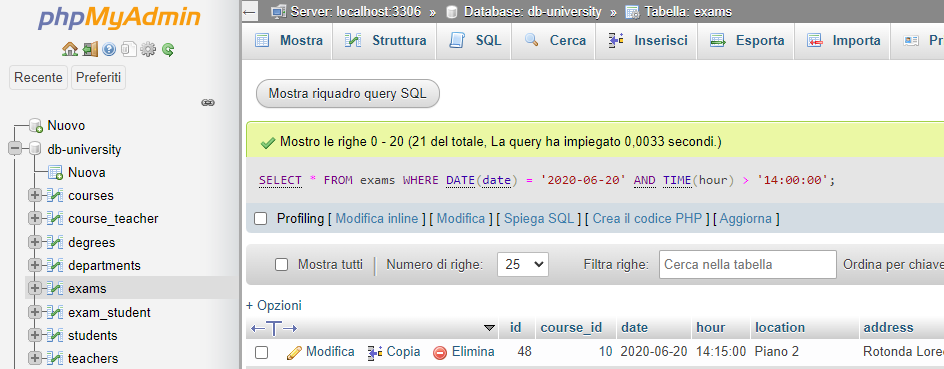 phpMyAdmin
Recente Preferiti
Nuovo
db-university
Nuova
courses
course_teacher
degrees
departments
exams
exam_student
students
teachers
Server: localhost:3306 » Database: db-university » Tabella: exams
Mostra Struttura SQL Cerca Inserisci Esporta Importa Pr
Mostra riquadro query SQL
Mostro le righe 0 - 20 (21 del totale, La query ha impiegato 0,0033 secondi.)
SELECT * FROM exams WHERE DATE(date) = '2020-06-20' AND TIME(hour) > '14:00:00';
Profiling [ Modifica inline ] [ Modifica ] [ Spiega SQL ] [ Crea il codice PHP ] [ Aggiorna ]
Mostra tutti Numero di righe: 25 Filtra righe: Cerca nella tabella Ordina per chiave
+ Opzioni
←T→ id course_id date hour location address
Modifica Copia Elimina 48 10 2020-06-20 14:15:00 Piano 2 Rotonda Lore